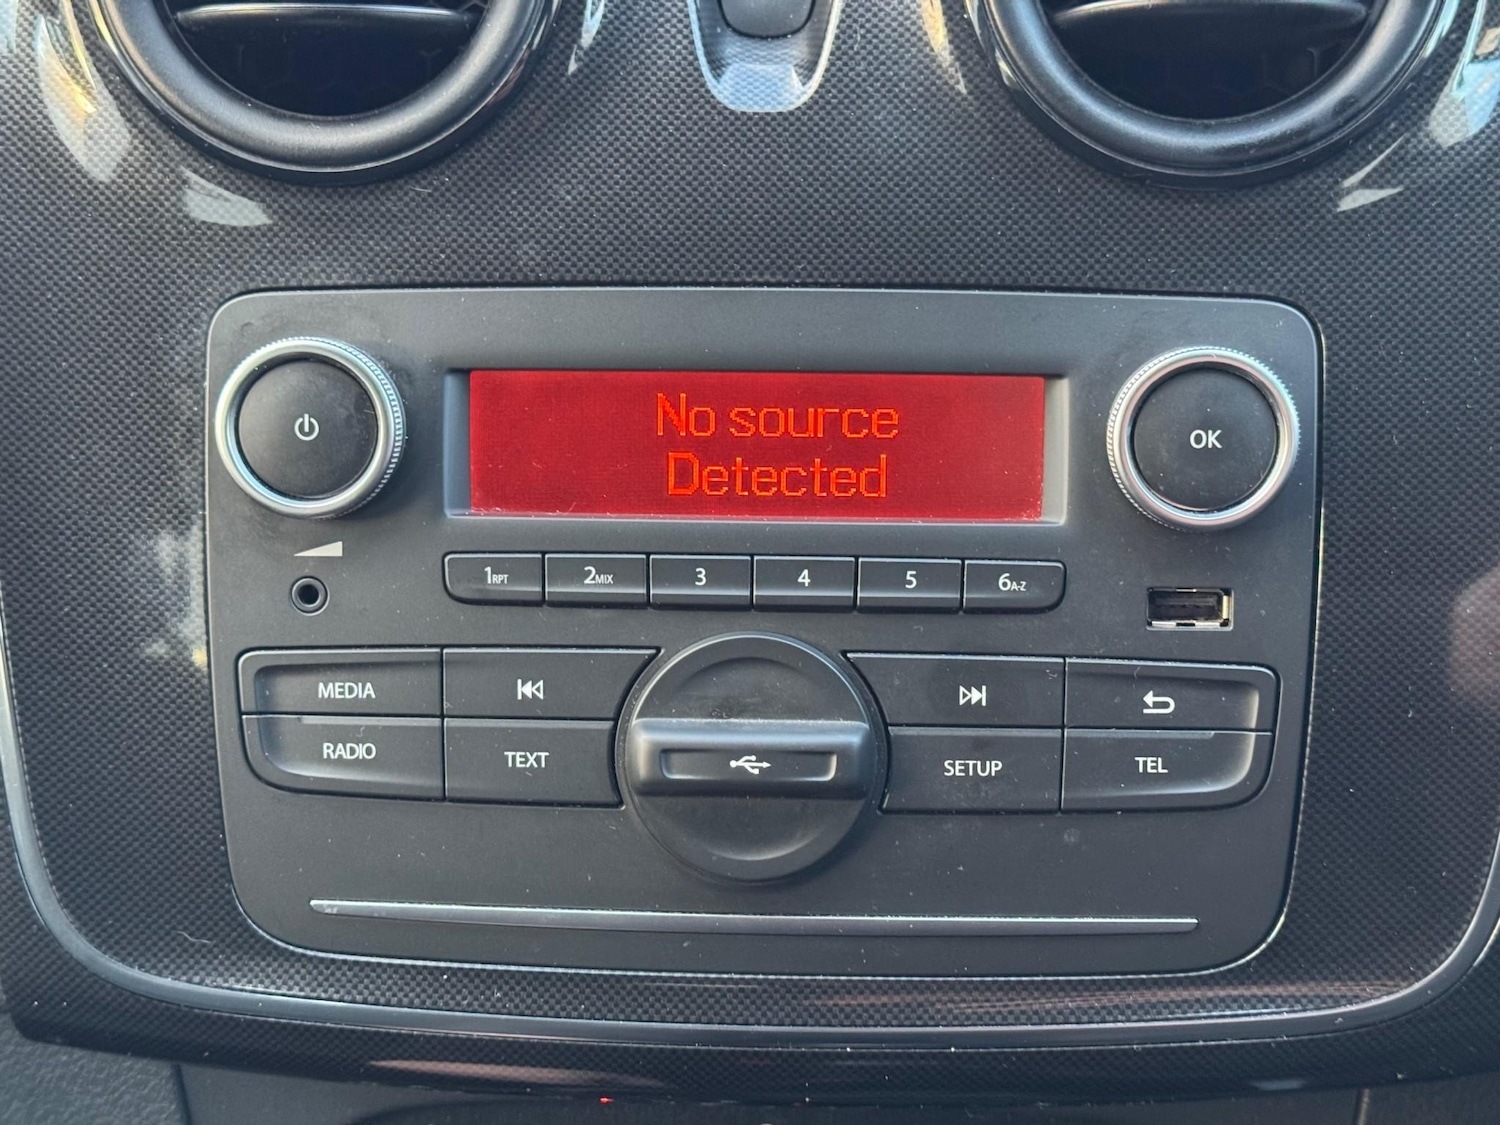 No source
Detected
OK
1RPT
2MIX
3
4
5
6A-Z
MEDIA
RADIO
TEXT
SETUP
TEL